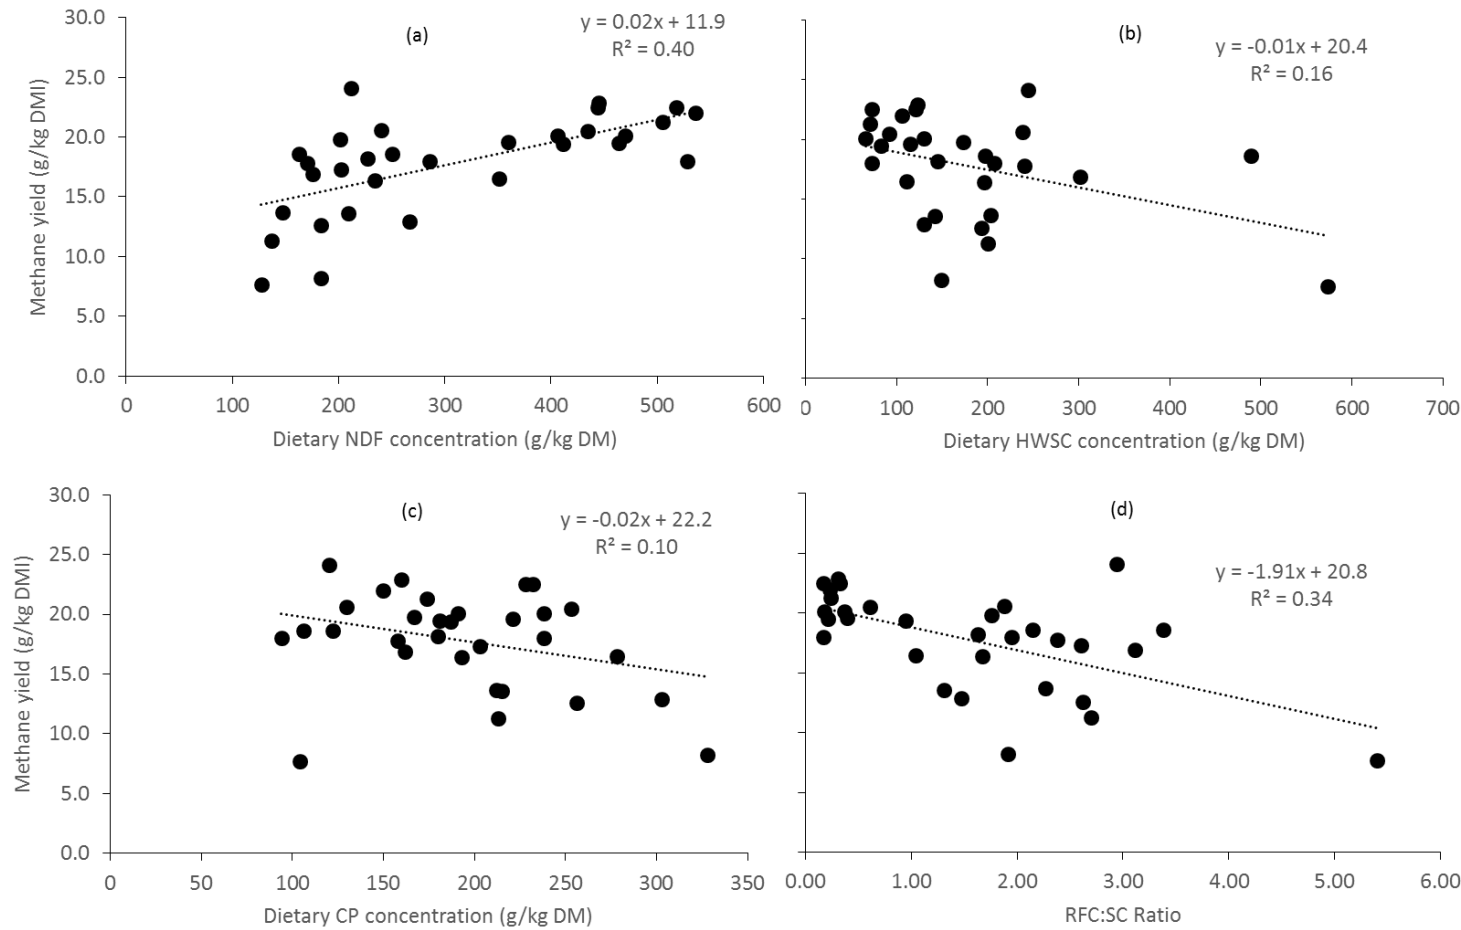 (a)
y = 0.02x + 11.9
R² = 0.40
30.0
25.0
20.0
15.0
10.0
5.0
0.0
Methane yield (g/kg DMI)
0 100 200 300 400 500 600
Dietary NDF concentration (g/kg DM)
(b)
y = -0.01x + 20.4
R² = 0.16
0 100 200 300 400 500 600 700
Dietary HWSC concentration (g/kg DM)
(c)
y = -0.02x + 22.2
R² = 0.10
30.0
25.0
20.0
15.0
10.0
5.0
0.0
Methane yield (g/kg DMI)
0 50 100 150 200 250 300 350
Dietary CP concentration (g/kg DM)
(d)
y = -1.91x + 20.8
R² = 0.34
0.00 1.00 2.00 3.00 4.00 5.00 6.00
RFC:SC Ratio